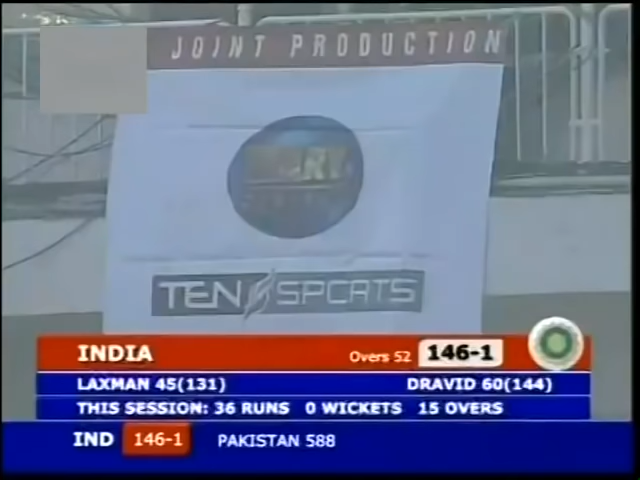 JOINT PRODUCTION
TEN SPORTS
INDIA Overs 52 146-1
LAXMAN 45(131) DRAVID 60(144)
THIS SESSION: 36 RUNS 0 WICKETS 15 OVERS
IND 146-1 PAKISTAN 588